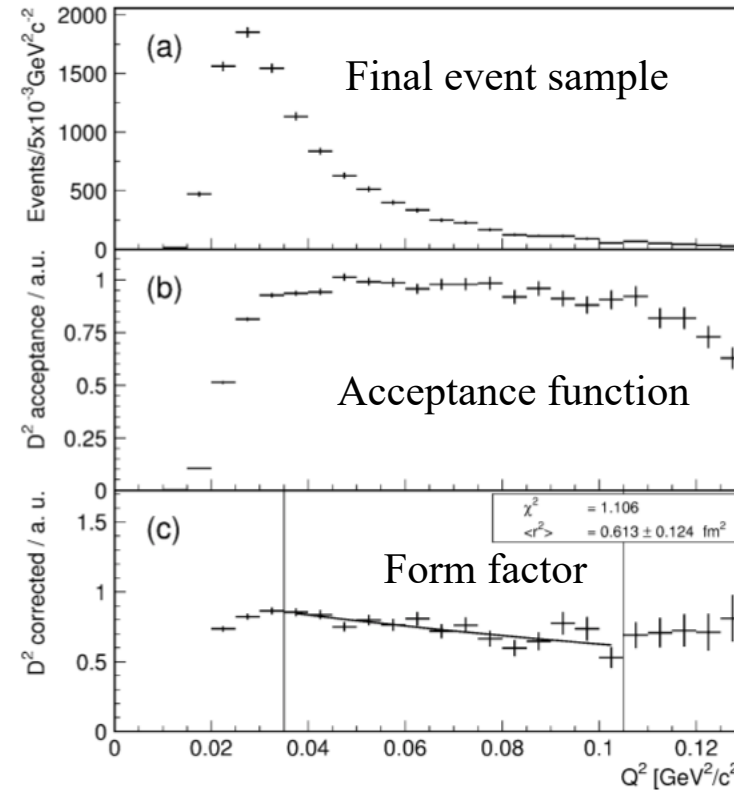 2000
(a)
Final event sample
1500
1000
500
0
Events/5x10⁻³GeV²c⁻²
(b)
1
0.75
Acceptance function
0.5
0.25
0
D² acceptance / a.u.
(c)
χ² = 1.106
<r²> = 0.613 ± 0.124 fm²
1.5
Form factor
1
0.5
0
D² corrected / a. u.
0 0.02 0.04 0.06 0.08 0.1 0.12
Q² [GeV²/c²